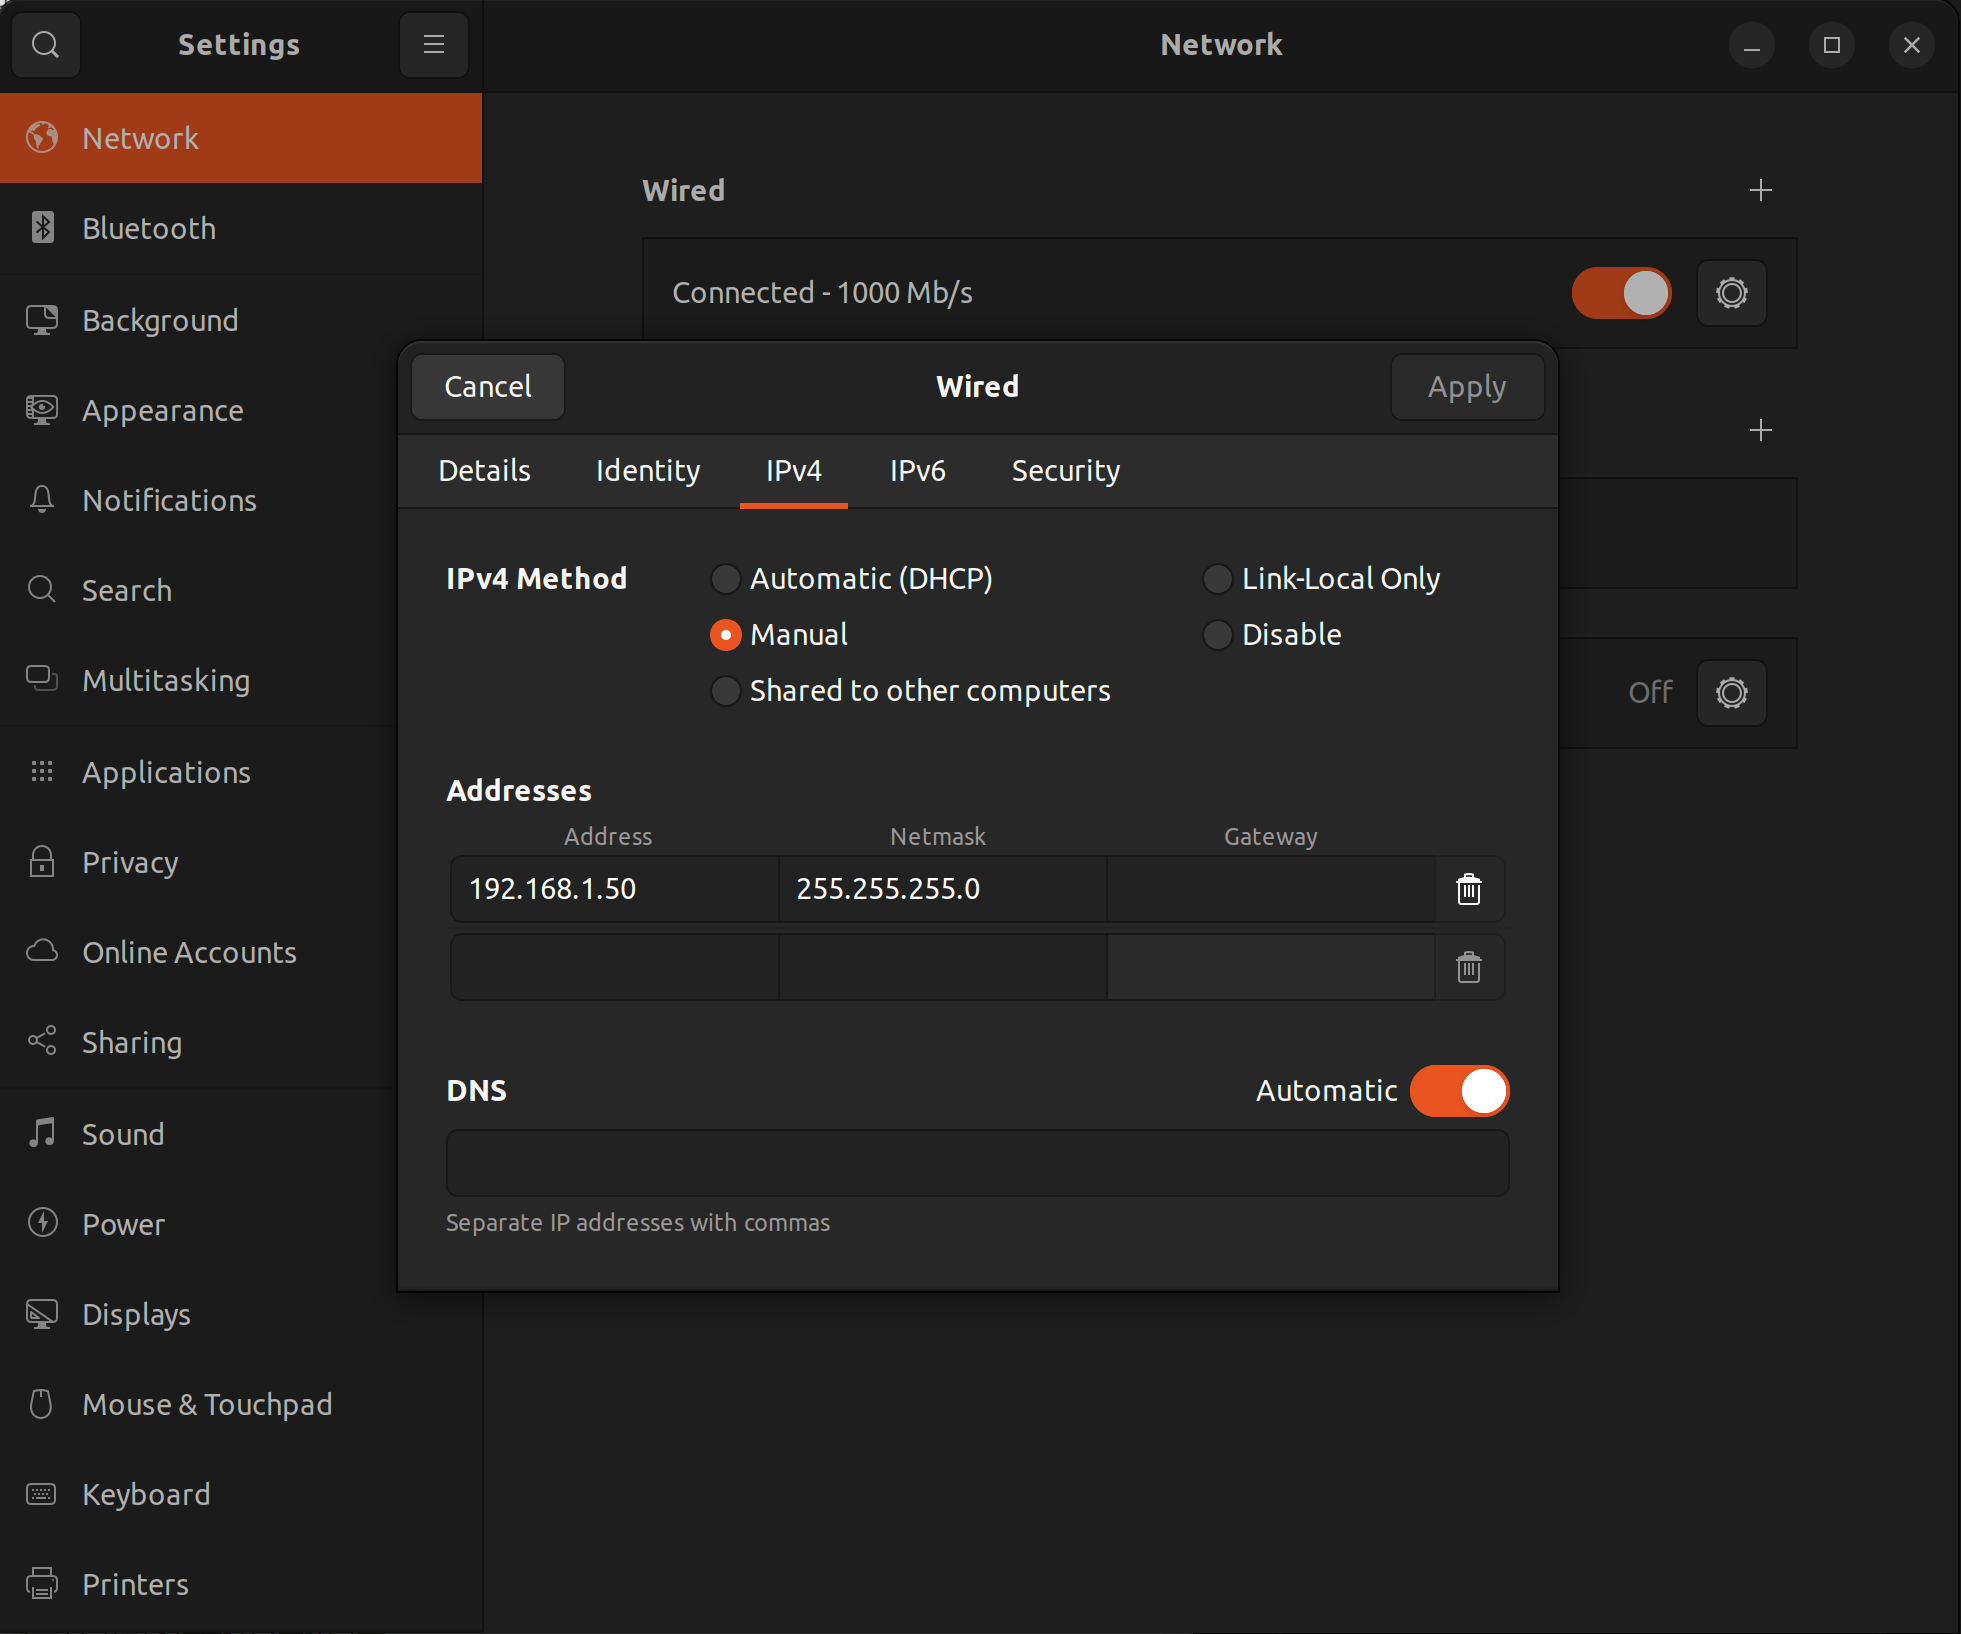 Settings
Network
Network
Bluetooth
Background
Appearance
Notifications
Search
Multitasking
Applications
Privacy
Online Accounts
Sharing
Sound
Power
Displays
Mouse & Touchpad
Keyboard
Printers
Wired
Connected - 1000 Mb/s
Off
Cancel
Wired
Apply
Details Identity IPv4 IPv6 Security
IPv4 Method
Automatic (DHCP)
Link-Local Only
Manual
Disable
Shared to other computers
Addresses
Address Netmask Gateway
192.168.1.50 255.255.255.0
DNS
Automatic
Separate IP addresses with commas